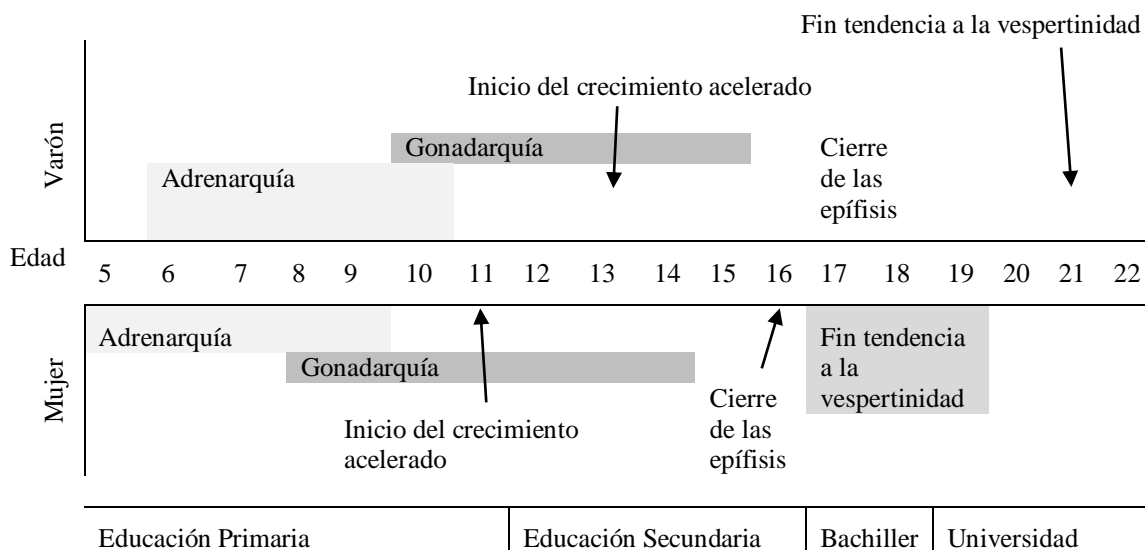 Fin tendencia a la vespertinidad
Inicio del crecimiento acelerado
Varón
Gonadarquía
Adrenarquía
Cierre
de las
epífisis
Edad 5 6 7 8 9 10 11 12 13 14 15 16 17 18 19 20 21 22
Mujer
Adrenarquía
Gonadarquía
Inicio del crecimiento
acelerado
Cierre
de las
epífisis
Fin tendencia
a la
vespertinidad
Educación Primaria
Educación Secundaria
Bachiller
Universidad